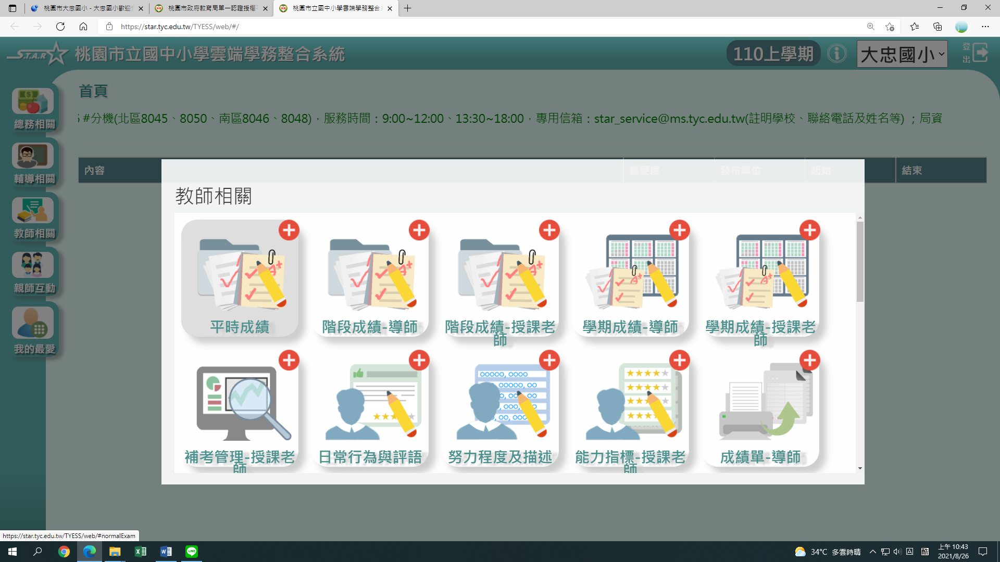 桃園市大忠國小 - 大忠國小歡迎
桃園市政府教育局單一認證授權
桃園市立國中小學雲端學務整合
https://star.tyc.edu.tw/TYESS/web/#/
S.T.A.R
桃園市立國中小學雲端學務整合系統
110上學期
大忠國小
登出
首頁
#分機(北區8045、8050、南區8046、8048)，服務時間：9:00~12:00、13:30~18:00，專用信箱：star_service@ms.tyc.edu.tw(註明學校、聯絡電話及姓名等) ；局資
總務相關
輔導相關
教師相關
親師互動
我的最愛
內容 重要度 發布單位 起始 結束
教師相關
平時成績
階段成績-導師
階段成績-授課老師
學期成績-導師
學期成績-授課老師
補考管理-授課老師
日常行為與評語
努力程度及描述
能力指標-授課老師
成績單-導師
https://star.tyc.edu.tw/TYESS/web/#normalExam
34°C 多雲時晴
上午 10:43
2021/8/26